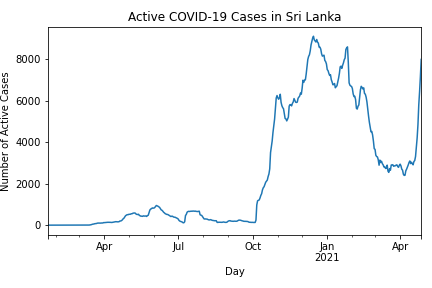 Active COVID-19 Cases in Sri Lanka
Number of Active Cases
8000
6000
4000
2000
0
Apr
Jul
Oct
Jan
2021
Apr
Day